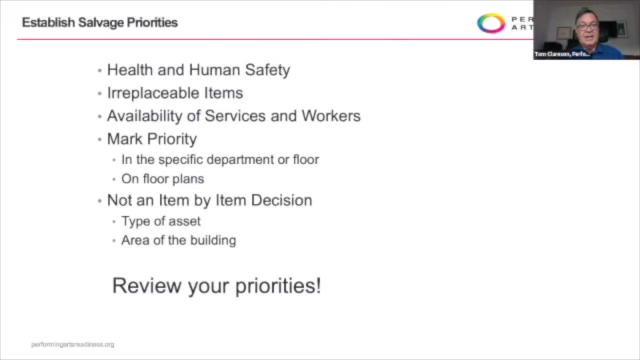 Establish Salvage Priorities
PER
ART
Tom Clareson, Perfo...
• Health and Human Safety
• Irreplaceable Items
• Availability of Services and Workers
• Mark Priority
• In the specific department or floor
• On floor plans
• Not an Item by Item Decision
• Type of asset
• Area of the building
Review your priorities!
performingartsreadiness.org